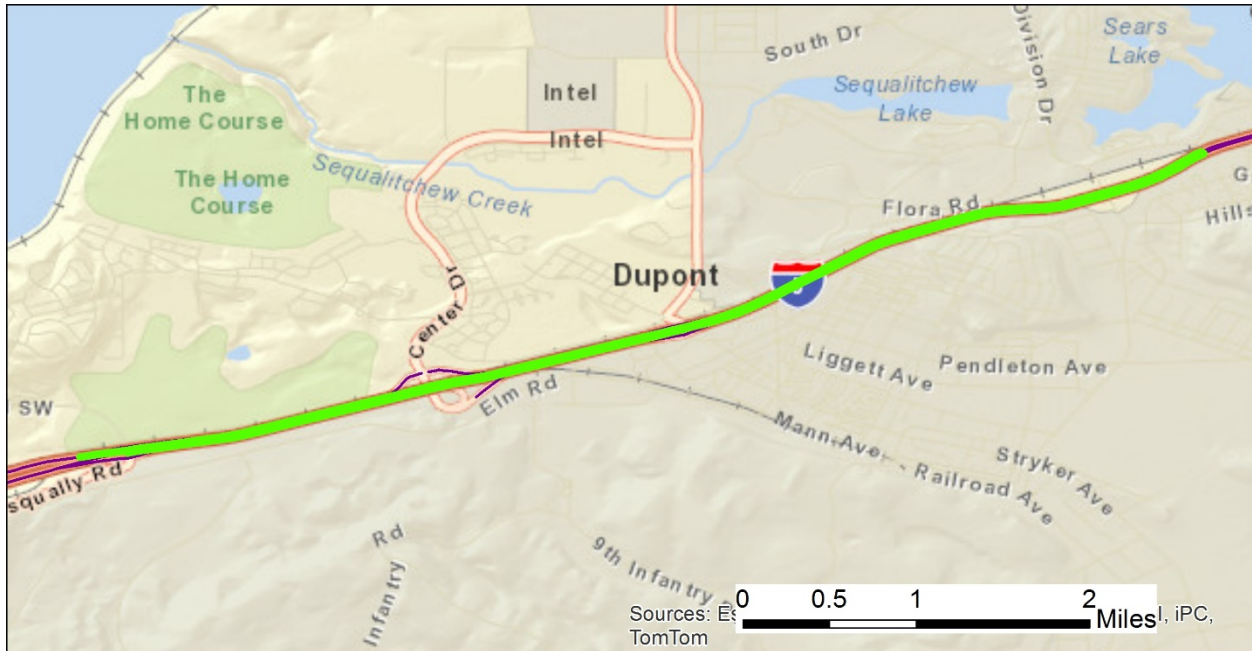 South Dr
Division Dr
Sears
Lake
The
Home Course
Intel
Sequalitchew
Lake
Intel
The Home
Course
Sequalitchew Creek
Flora Rd
G
Hills
Center Dr
Dupont
5
Liggett Ave
Pendleton Ave
SW
Elm Rd
Mann Ave
Railroad Ave
Stryker Ave
squally Rd
Infantry Rd
9th Infantry
0 0.5 1 2
Miles
Sources: Es
l, iPC,
TomTom